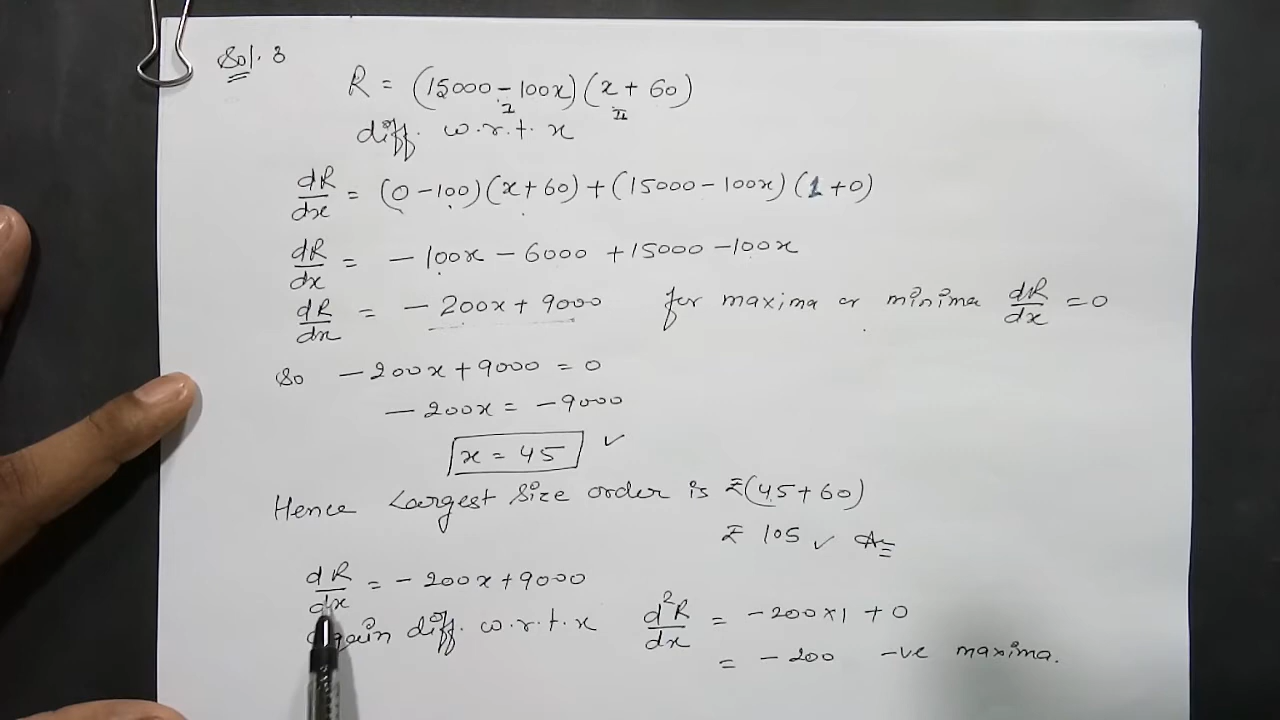 Sol. 3
R = (15000 - 100x)(x + 60)
I II
diff. w.r.t. x
dR/dx = (0 - 100)(x + 60) + (15000 - 100x)(1 + 0)
dR/dx = - 100x - 6000 + 15000 - 100x
dR/dx = - 200x + 9000 for maxima or minima dR/dx = 0
So - 200x + 9000 = 0
- 200x = - 9000
x = 45 ✓
Hence Largest Size order is ₹(45 + 60)
₹ 105 ✓ As
dR/dx = - 200x + 9000
again diff. w.r.t. x d²R/dx = - 200 × 1 + 0
= - 200 -ve maxima.